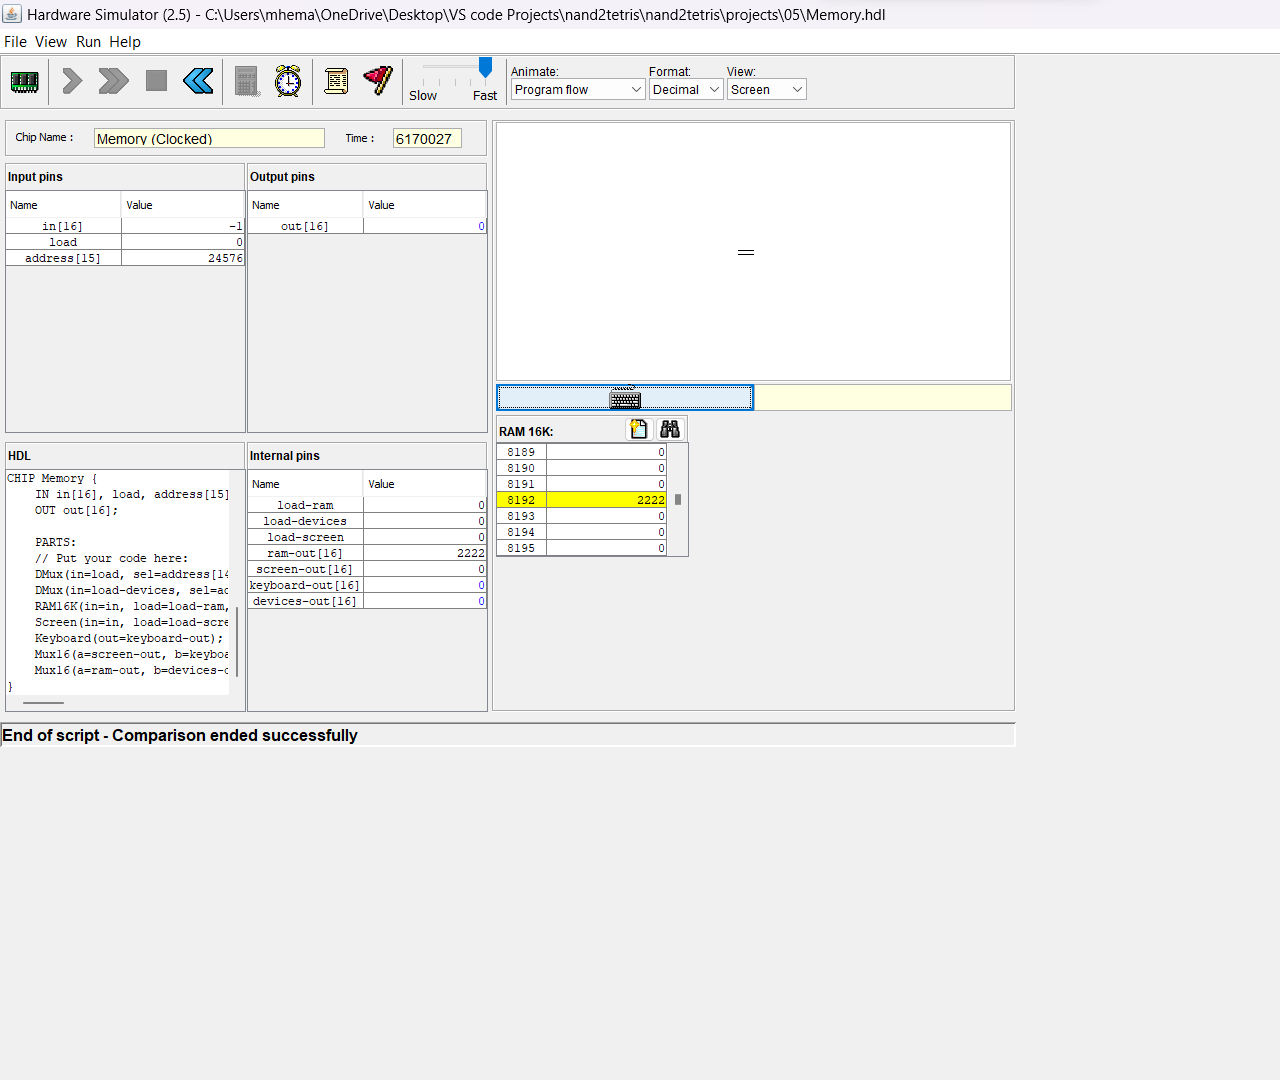 Hardware Simulator (2.5) - C:\Users\mhema\OneDrive\Desktop\VS code Projects\nand2tetris\nand2tetris\projects\05\Memory.hdl
File View Run Help
Slow Fast
Animate: Format: View:
Program flow Decimal Screen
Chip Name : Memory (Clocked) Time : 6170027
Input pins
Name Value
in[16] -1
load 0
address[15] 24576
Output pins
Name Value
out[16] 0
RAM 16K:
8189 0
8190 0
8191 0
8192 2222
8193 0
8194 0
8195 0
HDL
CHIP Memory {
IN in[16], load, address[15]
OUT out[16];
PARTS:
// Put your code here:
DMux(in=load, sel=address[14
DMux(in=load-devices, sel=ad
RAM16K(in=in, load=load-ram,
Screen(in=in, load=load-scre
Keyboard(out=keyboard-out);
Mux16(a=screen-out, b=keyboa
Mux16(a=ram-out, b=devices-o
}
Internal pins
Name Value
load-ram 0
load-devices 0
load-screen 0
ram-out[16] 2222
screen-out[16] 0
keyboard-out[16] 0
devices-out[16] 0
End of script - Comparison ended successfully